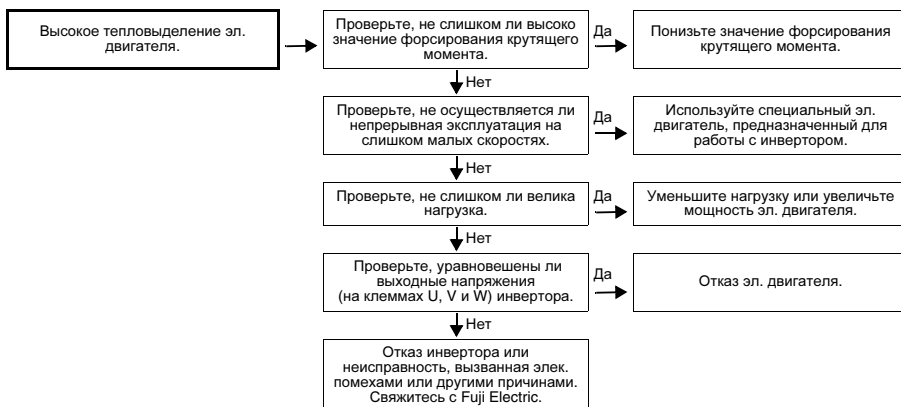 Высокое тепловыделение эл.
двигателя.
Проверьте, не слишком ли высоко
значение форсирования крутящего
момента.
Да
Понизьте значение форсирования
крутящего момента.
Нет
Проверьте, не осуществляется ли
непрерывная эксплуатация на
слишком малых скоростях.
Да
Используйте специальный эл.
двигатель, предназначенный для
работы с инвертором.
Нет
Проверьте, не слишком ли велика
нагрузка.
Да
Уменьшите нагрузку или увеличьте
мощность эл. двигателя.
Нет
Проверьте, уравновешены ли
выходные напряжения
(на клеммах U, V и W) инвертора.
Да
Отказ эл. двигателя.
Нет
Отказ инвертора или
неисправность, вызванная элек.
помехами или другими причинами.
Свяжитесь с Fuji Electric.